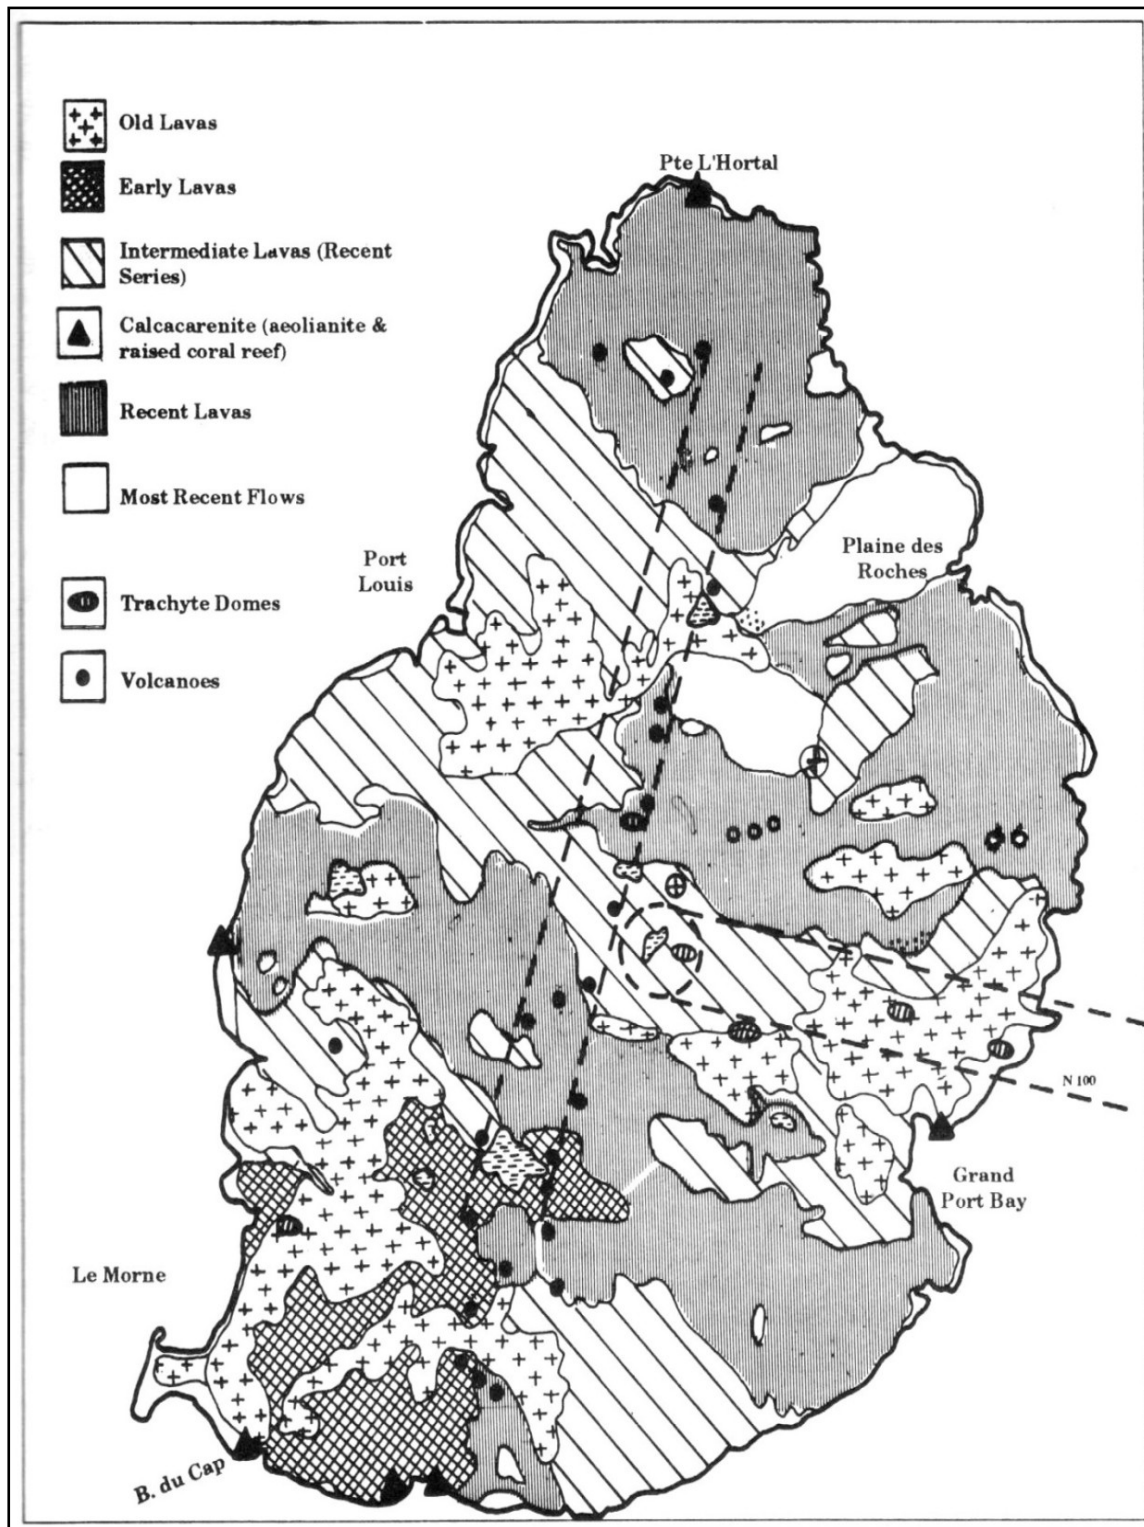 Old Lavas
Early Lavas
Intermediate Lavas (Recent
Series)
Calcacarenite (aeolianite &
raised coral reef)
Recent Lavas
Most Recent Flows
Trachyte Domes
Volcanoes
Pte L'Hortal
Port
Louis
Plaine des
Roches
N 100
Grand
Port Bay
Le Morne
B. du Cap